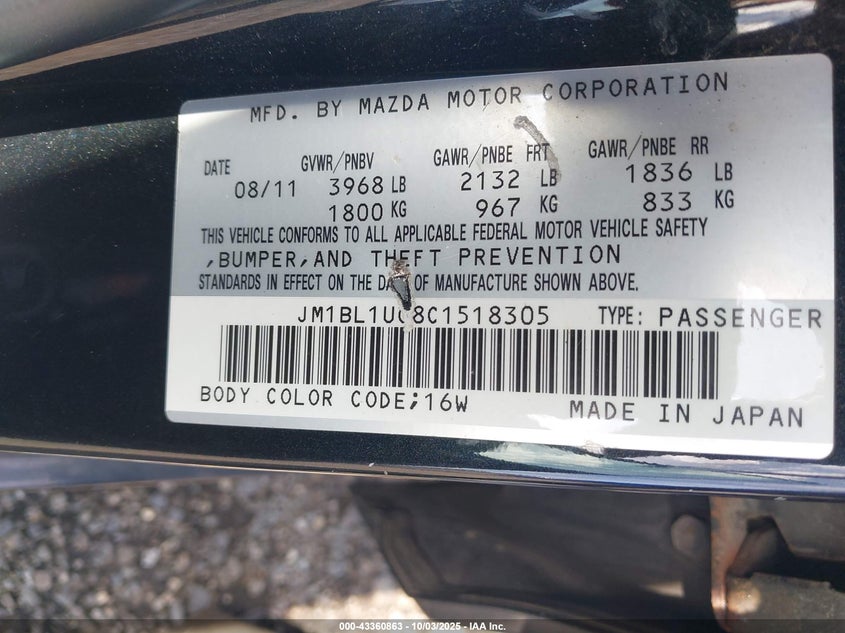 MFD. BY MAZDA MOTOR CORPORATION
DATE GVWR/PNBV GAWR/PNBE FRT GAWR/PNBE RR
08/11 3968 LB 2132 LB 1836 LB
1800 KG 967 KG 833 KG
THIS VEHICLE CONFORMS TO ALL APPLICABLE FEDERAL MOTOR VEHICLE SAFETY
,BUMPER,AND THEFT PREVENTION
STANDARDS IN EFFECT ON THE OF MANUFACTURE SHOWN ABOVE.
TYPE: PASSENGER
BODY COLOR CODE;16W
MADE IN JAPAN
000-43360863 - 10/03/2025 - IAA Inc.